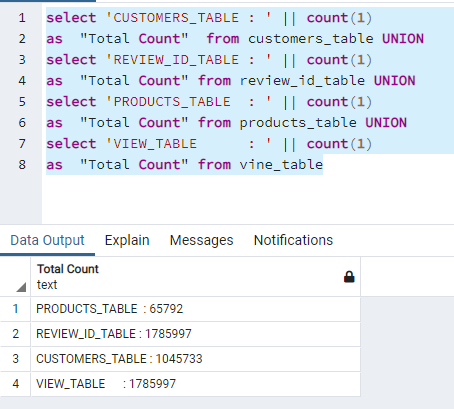 1 select 'CUSTOMERS_TABLE : ' || count(1)
2 as  "Total Count"  from customers_table UNION
3 select 'REVIEW_ID_TABLE : ' || count(1)
4 as  "Total Count" from review_id_table UNION
5 select 'PRODUCTS_TABLE  : ' || count(1)
6 as  "Total Count" from products_table UNION
7 select 'VIEW_TABLE      : ' || count(1)
8 as  "Total Count" from vine_table
Data Output Explain Messages Notifications
Total Count
text
1 PRODUCTS_TABLE : 65792
2 REVIEW_ID_TABLE : 1785997
3 CUSTOMERS_TABLE : 1045733
4 VIEW_TABLE : 1785997